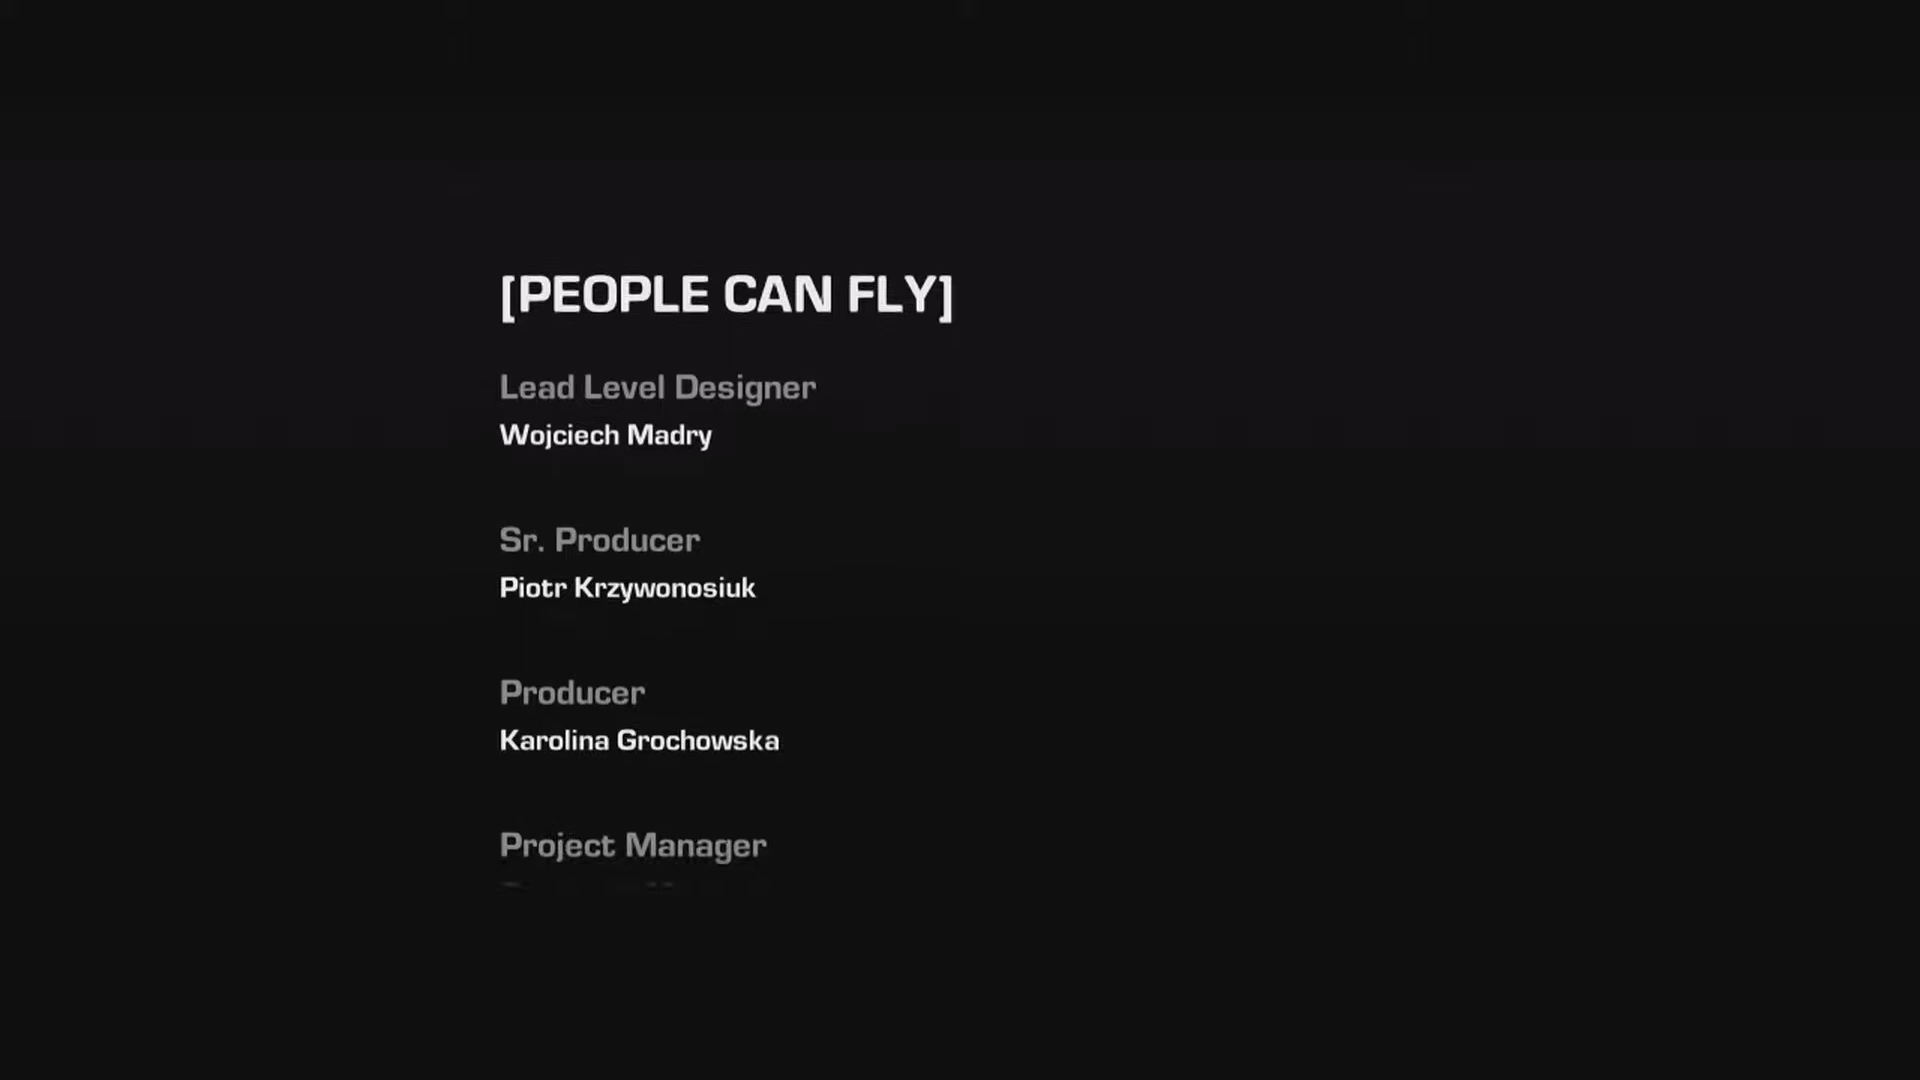 [PEOPLE CAN FLY]
Lead Level Designer
Wojciech Madry
Sr. Producer
Piotr Krzywonosiuk
Producer
Karolina Grochowska
Project Manager